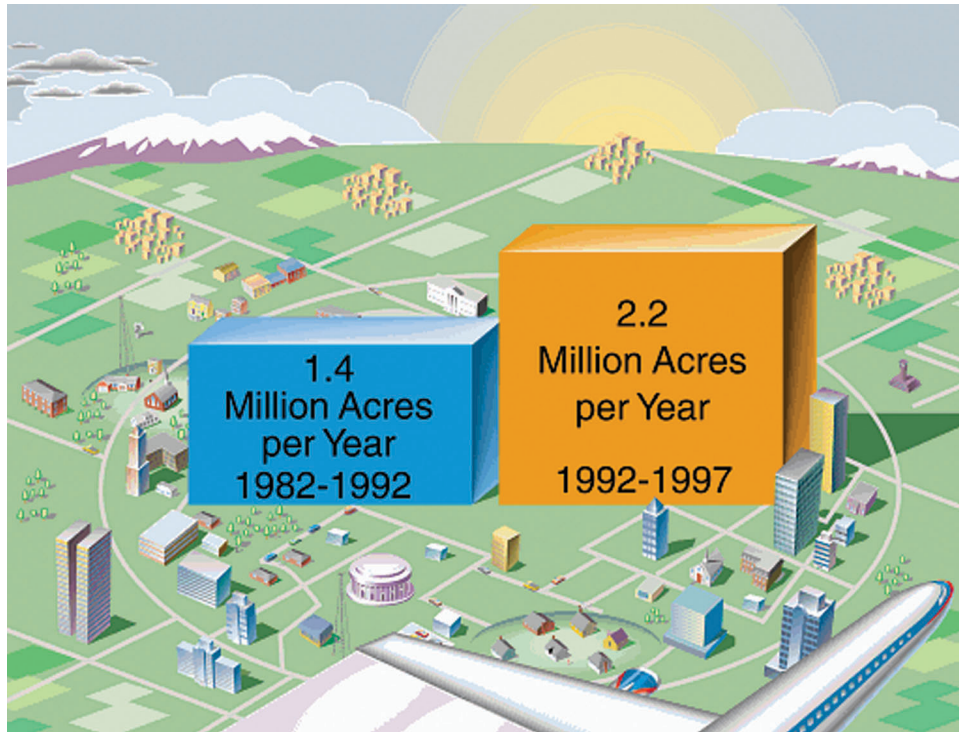 1.4
Million Acres
per Year
1982-1992
2.2
Million Acres
per Year
1992-1997